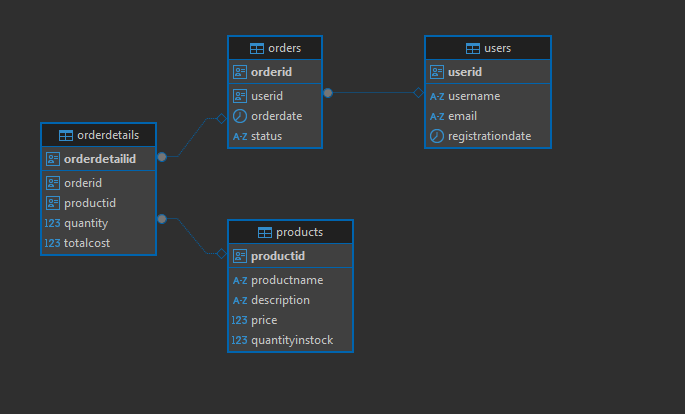 orders
orderid
userid
orderdate
A-Z status
users
userid
A-Z username
A-Z email
registrationdate
orderdetails
orderdetailid
orderid
productid
123 quantity
123 totalcost
products
productid
A-Z productname
A-Z description
123 price
123 quantityinstock